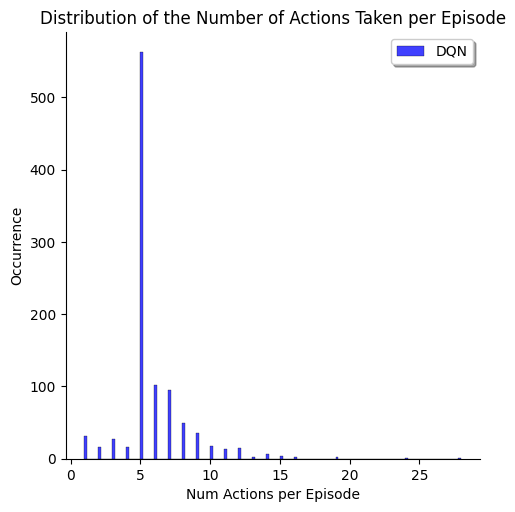 Distribution of the Number of Actions Taken per Episode
DQN
500
400
300
200
100
0
Occurrence
0 5 10 15 20 25
Num Actions per Episode